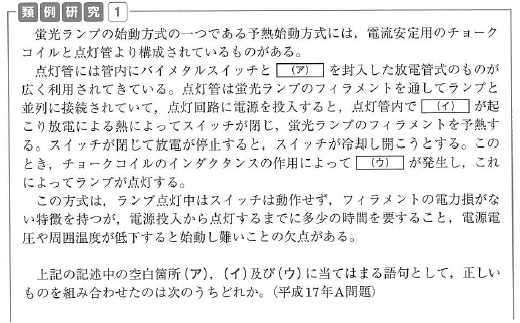 類例研究 1
蛍光ランプの始動方式の一つである予熱始動方式には，電流安定用のチョーク
コイルと点灯管より構成されているものがある。
点灯管には管内にバイメタルスイッチと (ア) を封入した放電管式のものが
広く利用されてきている。点灯管は蛍光ランプのフィラメントを通してランプと
並列に接続されていて，点灯回路に電源を投入すると，点灯管内で (イ) が起
こり放電による熱によってスイッチが閉じ，蛍光ランプのフィラメントを予熱す
る。スイッチが閉じて放電が停止すると，スイッチが冷却し開こうとする。この
とき，チョークコイルのインダクタンスの作用によって (ウ) が発生し，これ
によってランプが点灯する。
この方式は，ランプ点灯中はスイッチは動作せず，フィラメントの電力損がな
い特徴を持つが，電源投入から点灯するまでに多少の時間を要すること，電源電
圧や周囲温度が低下すると始動し難いことの欠点がある。
上記の記述中の空白箇所(ア)，(イ)及び(ウ)に当てはまる語句として，正しい
ものを組み合わせたのは次のうちどれか。(平成17年A問題)